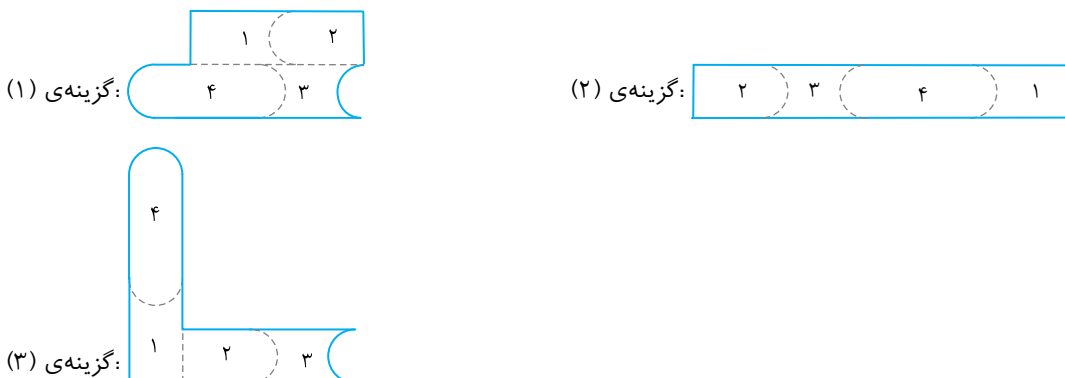 گزینه‌ی (۱):
۱ ۲
۴ ۳
گزینه‌ی (۲):
۲ ۳ ۴ ۱
گزینه‌ی (۳):
۴
۱ ۲ ۳